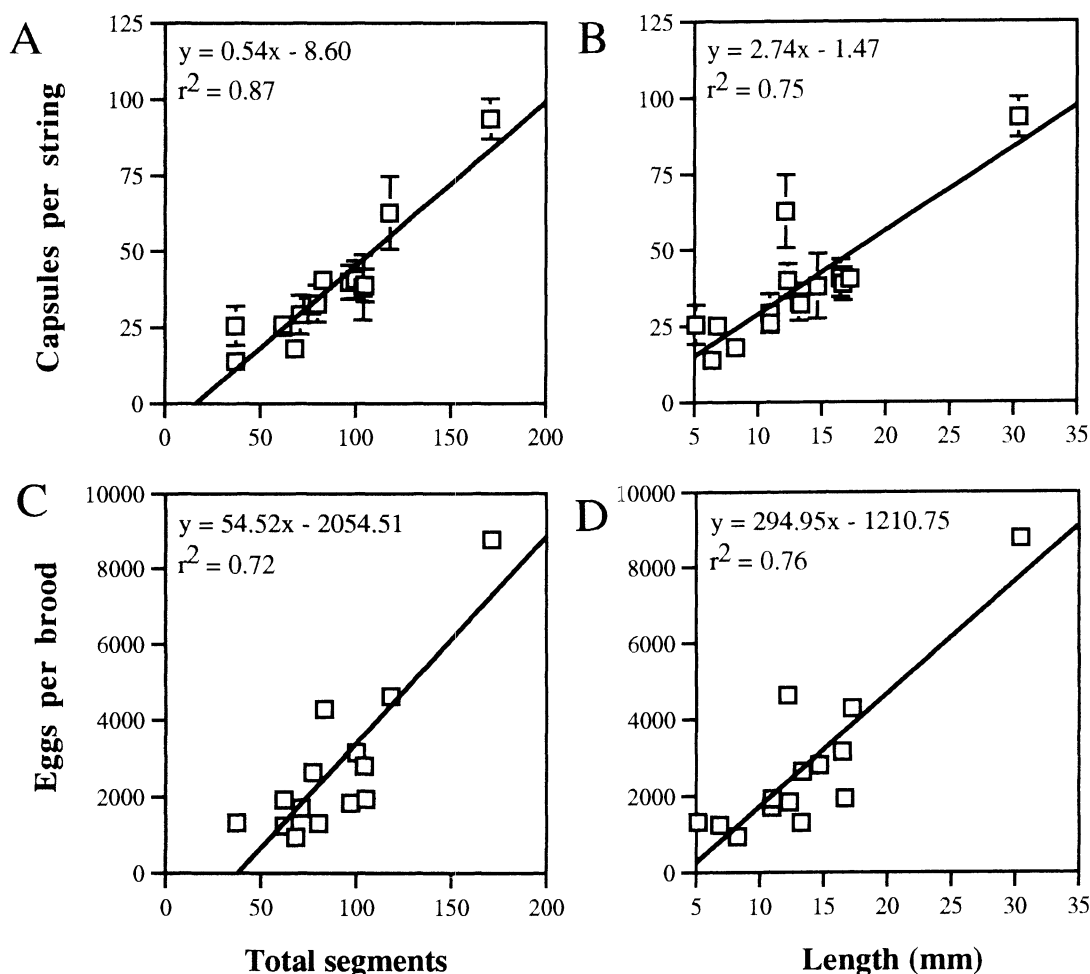 A
y = 0.54x - 8.60
r2 = 0.87
Capsules per string
125
100
75
50
25
0
0 50 100 150 200
B
y = 2.74x - 1.47
r2 = 0.75
125
100
75
50
25
0
5 10 15 20 25 30 35
C
y = 54.52x - 2054.51
r2 = 0.72
Eggs per brood
10000
8000
6000
4000
2000
0
0 50 100 150 200
Total segments
D
y = 294.95x - 1210.75
r2 = 0.76
10000
8000
6000
4000
2000
0
5 10 15 20 25 30 35
Length (mm)